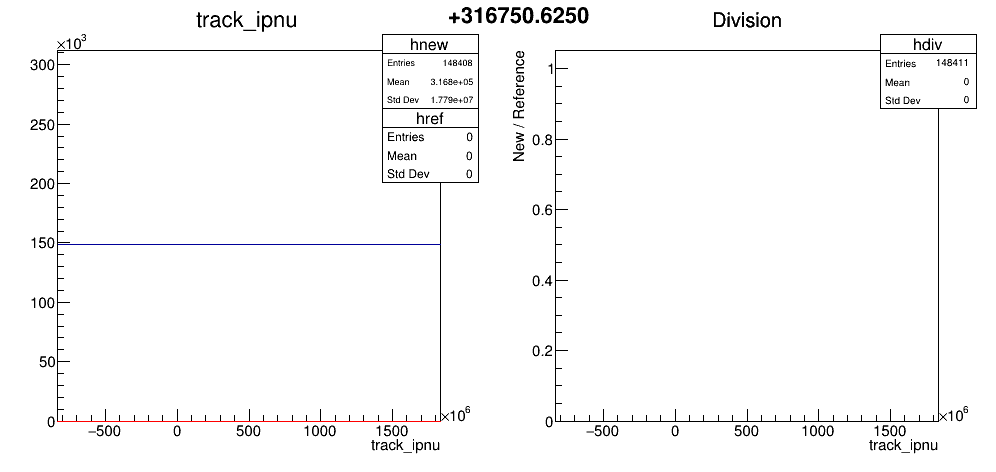 +316750.6250
track_ipnu
×10³
hnew
Entries 148408
Mean 3.168e+05
Std Dev 1.779e+07
href
Entries 0
Mean 0
Std Dev 0
300
250
200
150
100
50
0
−500 0 500 1000 1500
×10⁶
track_ipnu
Division
hdiv
Entries 148411
Mean 0
Std Dev 0
New / Reference
1
0.8
0.6
0.4
0.2
0
−500 0 500 1000 1500
×10⁶
track_ipnu